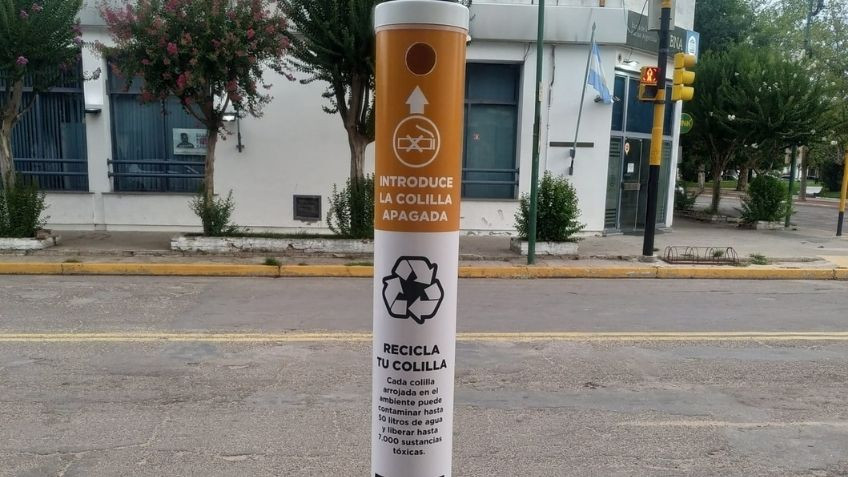 INTRODUCE
LA COLILLA
APAGADA
RECICLA
TU COLILLA
Cada colilla
arrojada en el
ambiente puede
contaminar hasta
50 litros de agua
y liberar hasta
7.000 sustancias
tóxicas.